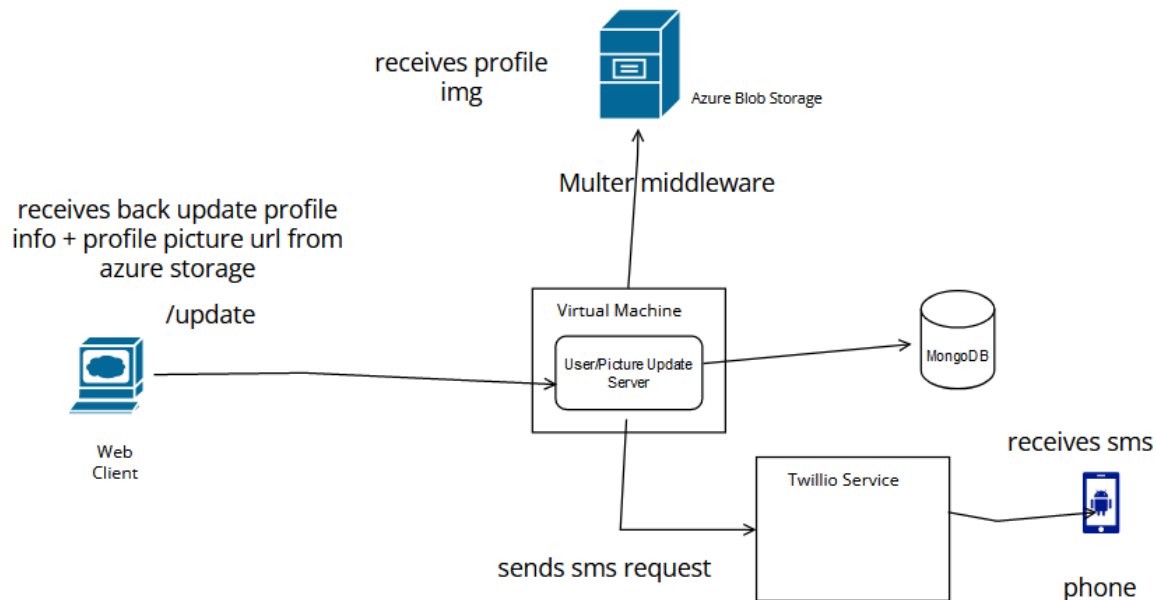 receives profile
img
Azure Blob Storage
Multer middleware
receives back update profile
info + profile picture url from
azure storage
/update
Virtual Machine
User/Picture Update
Server
MongoDB
Web
Client
receives sms
Twillio Service
sends sms request
phone